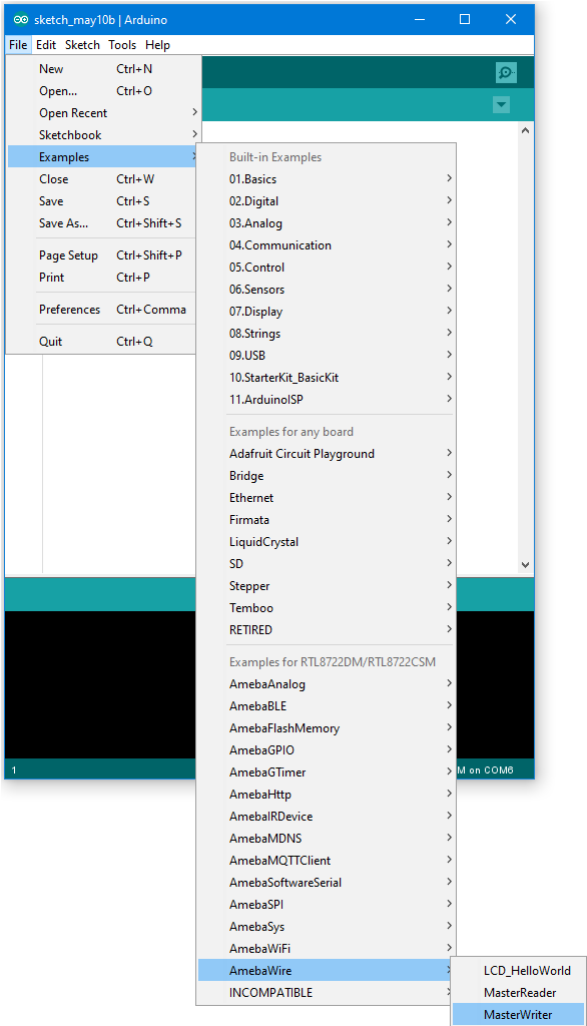 sketch_may10b | Arduino
File Edit Sketch Tools Help
New Ctrl+N
Open... Ctrl+O
Open Recent
Sketchbook
Examples
Close Ctrl+W
Save Ctrl+S
Save As... Ctrl+Shift+S
Page Setup Ctrl+Shift+P
Print Ctrl+P
Preferences Ctrl+Comma
Quit Ctrl+Q
Built-in Examples
01.Basics
02.Digital
03.Analog
04.Communication
05.Control
06.Sensors
07.Display
08.Strings
09.USB
10.StarterKit_BasicKit
11.ArduinoISP
Examples for any board
Adafruit Circuit Playground
Bridge
Ethernet
Firmata
LiquidCrystal
SD
Stepper
Temboo
RETIRED
Examples for RTL8722DM/RTL8722CSM
AmebaAnalog
AmebaBLE
AmebaFlashMemory
AmebaGPIO
AmebaGTimer
AmebaHttp
AmebaIRDevice
AmebaMDNS
AmebaMQTTClient
AmebaSoftwareSerial
AmebaSPI
AmebaSys
AmebaWiFi
AmebaWire
INCOMPATIBLE
LCD_HelloWorld
MasterReader
MasterWriter
1 M on COM6